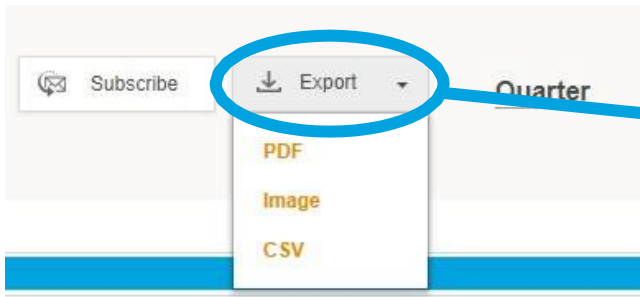 Subscribe
Export
Quarter
PDF
Image
CSV